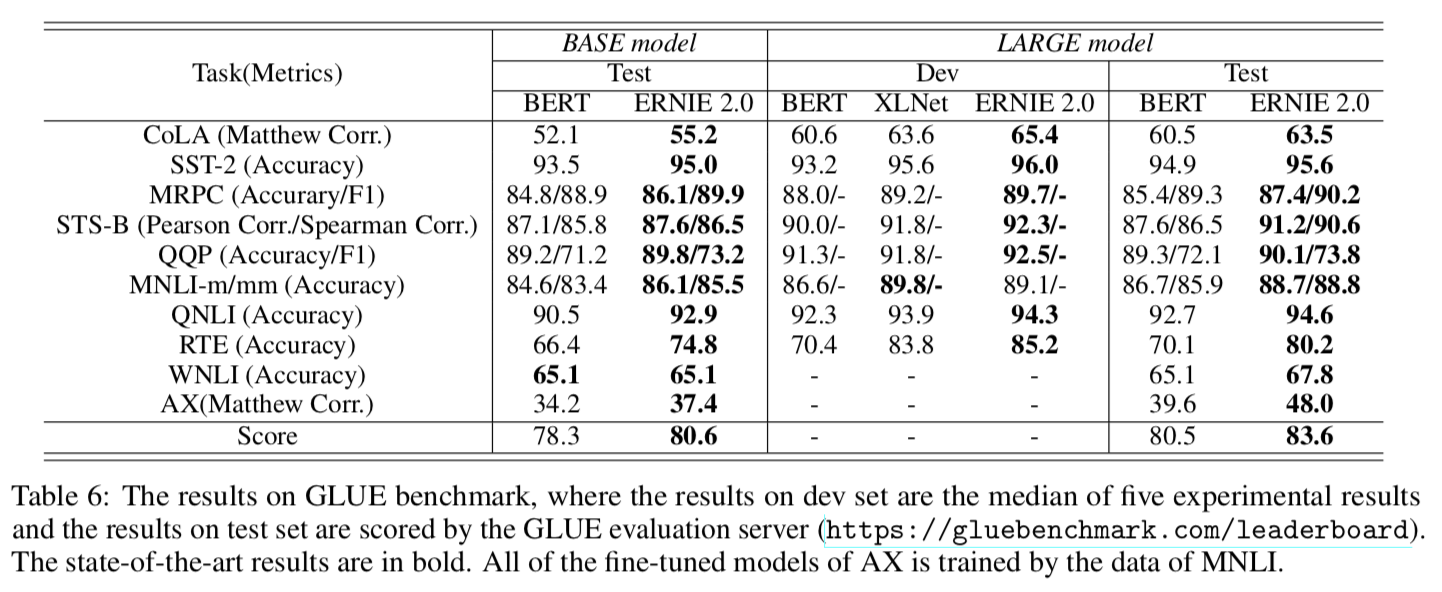 BASE model LARGE model
Task(Metrics) Test Dev Test
BERT ERNIE 2.0 BERT XLNet ERNIE 2.0 BERT ERNIE 2.0
CoLA (Matthew Corr.) 52.1 55.2 60.6 63.6 65.4 60.5 63.5
SST-2 (Accuracy) 93.5 95.0 93.2 95.6 96.0 94.9 95.6
MRPC (Accurary/F1) 84.8/88.9 86.1/89.9 88.0/- 89.2/- 89.7/- 85.4/89.3 87.4/90.2
STS-B (Pearson Corr./Spearman Corr.) 87.1/85.8 87.6/86.5 90.0/- 91.8/- 92.3/- 87.6/86.5 91.2/90.6
QQP (Accuracy/F1) 89.2/71.2 89.8/73.2 91.3/- 91.8/- 92.5/- 89.3/72.1 90.1/73.8
MNLI-m/mm (Accuracy) 84.6/83.4 86.1/85.5 86.6/- 89.8/- 89.1/- 86.7/85.9 88.7/88.8
QNLI (Accuracy) 90.5 92.9 92.3 93.9 94.3 92.7 94.6
RTE (Accuracy) 66.4 74.8 70.4 83.8 85.2 70.1 80.2
WNLI (Accuracy) 65.1 65.1 - - - 65.1 67.8
AX(Matthew Corr.) 34.2 37.4 - - - 39.6 48.0
Score 78.3 80.6 - - - 80.5 83.6
Table 6: The results on GLUE benchmark, where the results on dev set are the median of five experimental results
and the results on test set are scored by the GLUE evaluation server (https://gluebenchmark.com/leaderboard).
The state-of-the-art results are in bold. All of the fine-tuned models of AX is trained by the data of MNLI.